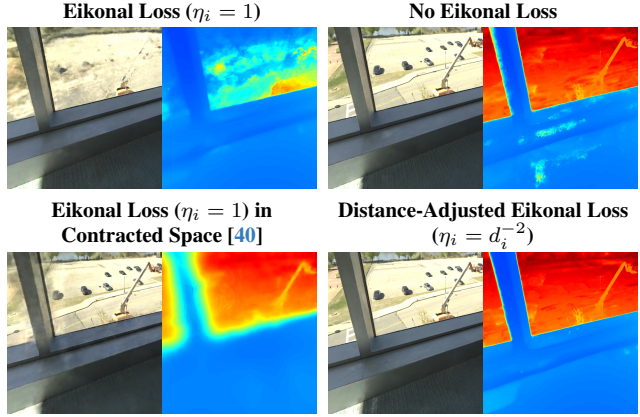 Eikonal Loss (ηᵢ = 1)
No Eikonal Loss
Eikonal Loss (ηᵢ = 1) in
Contracted Space [40]
Distance-Adjusted Eikonal Loss
(ηᵢ = dᵢ⁻²)